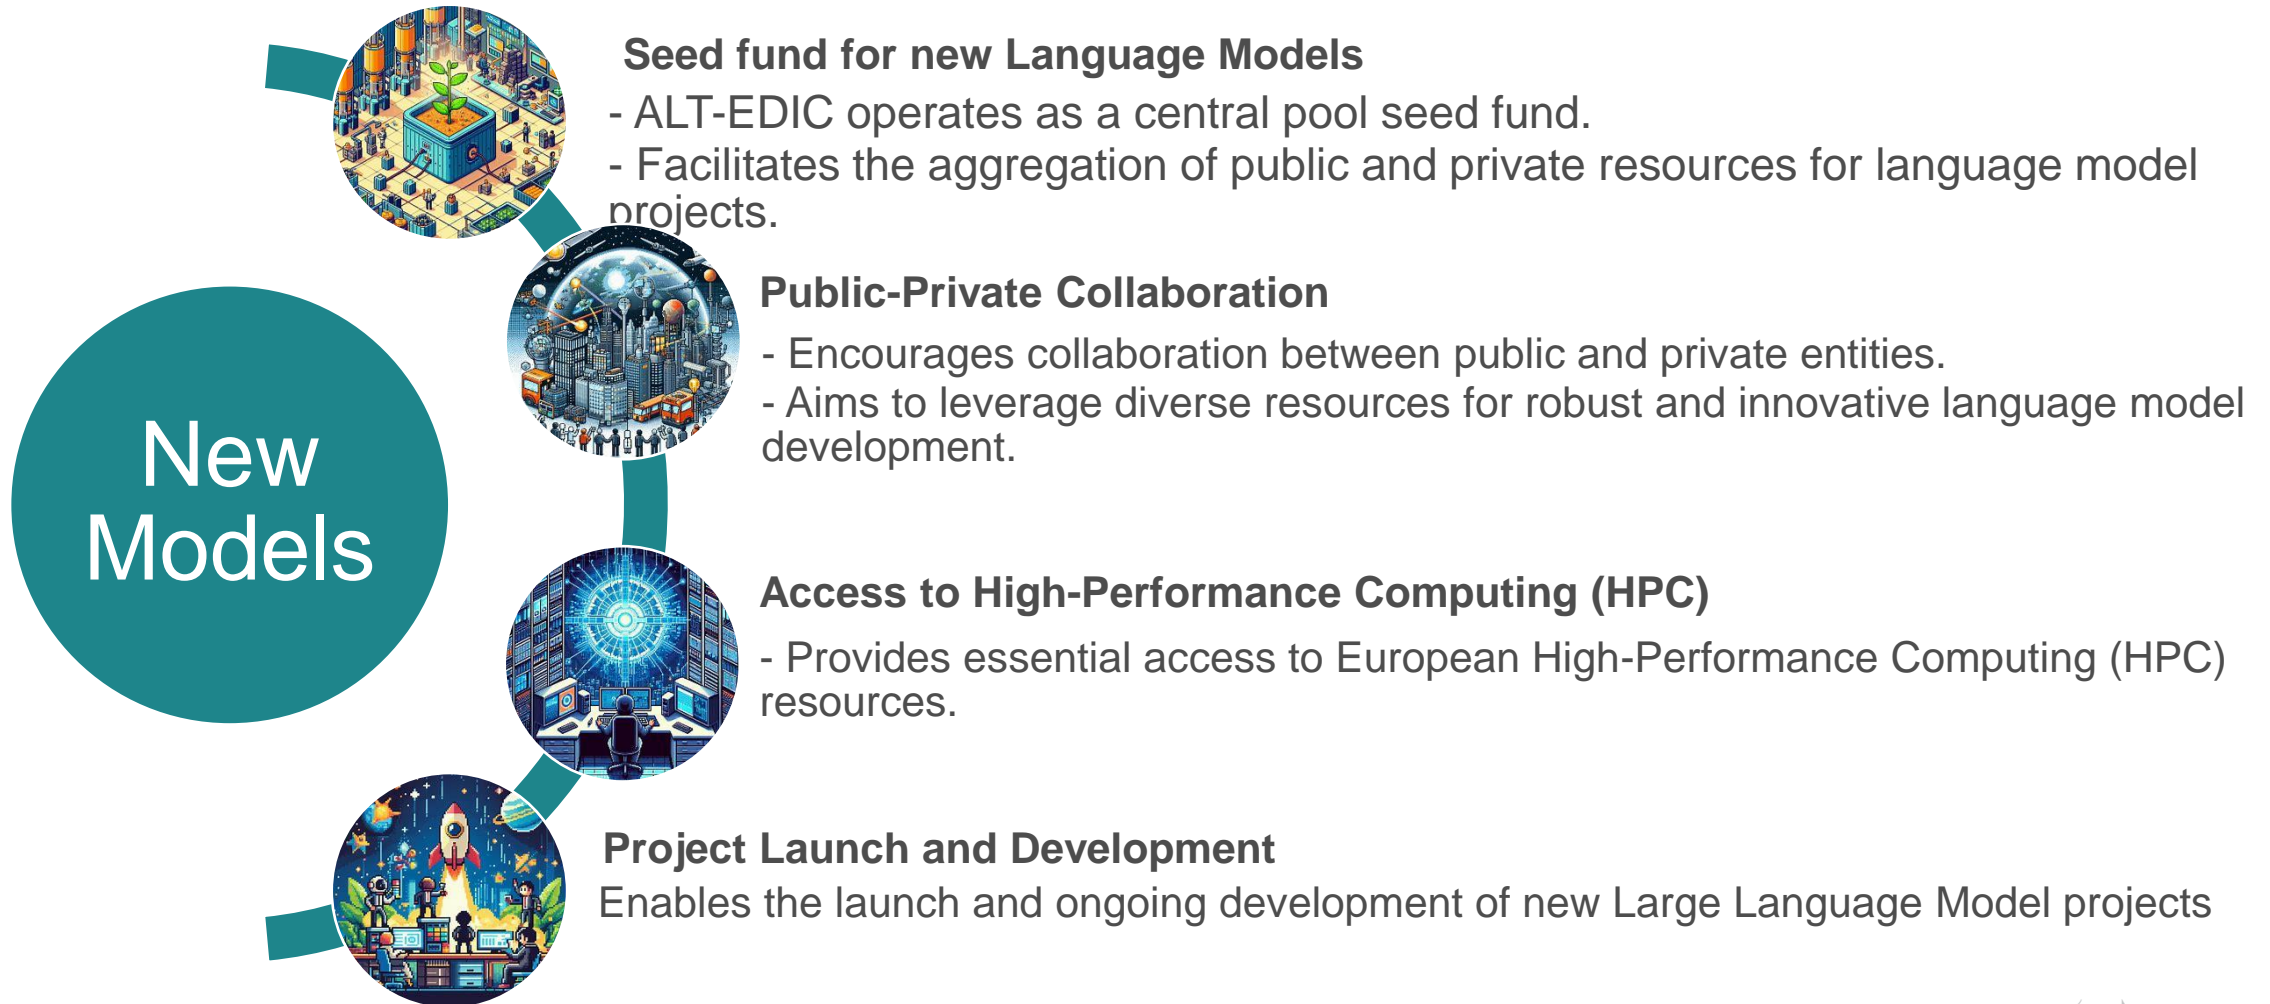 Seed fund for new Language Models
- ALT-EDIC operates as a central pool seed fund.
- Facilitates the aggregation of public and private resources for language model
projects.
Public-Private Collaboration
- Encourages collaboration between public and private entities.
- Aims to leverage diverse resources for robust and innovative language model
development.
New
Models
Access to High-Performance Computing (HPC)
- Provides essential access to European High-Performance Computing (HPC)
resources.
Project Launch and Development
Enables the launch and ongoing development of new Large Language Model projects